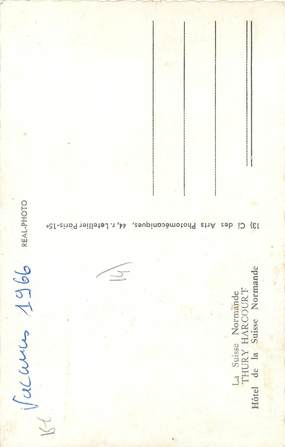 La Suisse Normande
THURY HARCOURT
Hôtel de la Suisse Normande
13) Cl. des Arts Photomécaniques, 44, r. Letellier Paris-15e
REAL-PHOTO
14
Vacances 1966